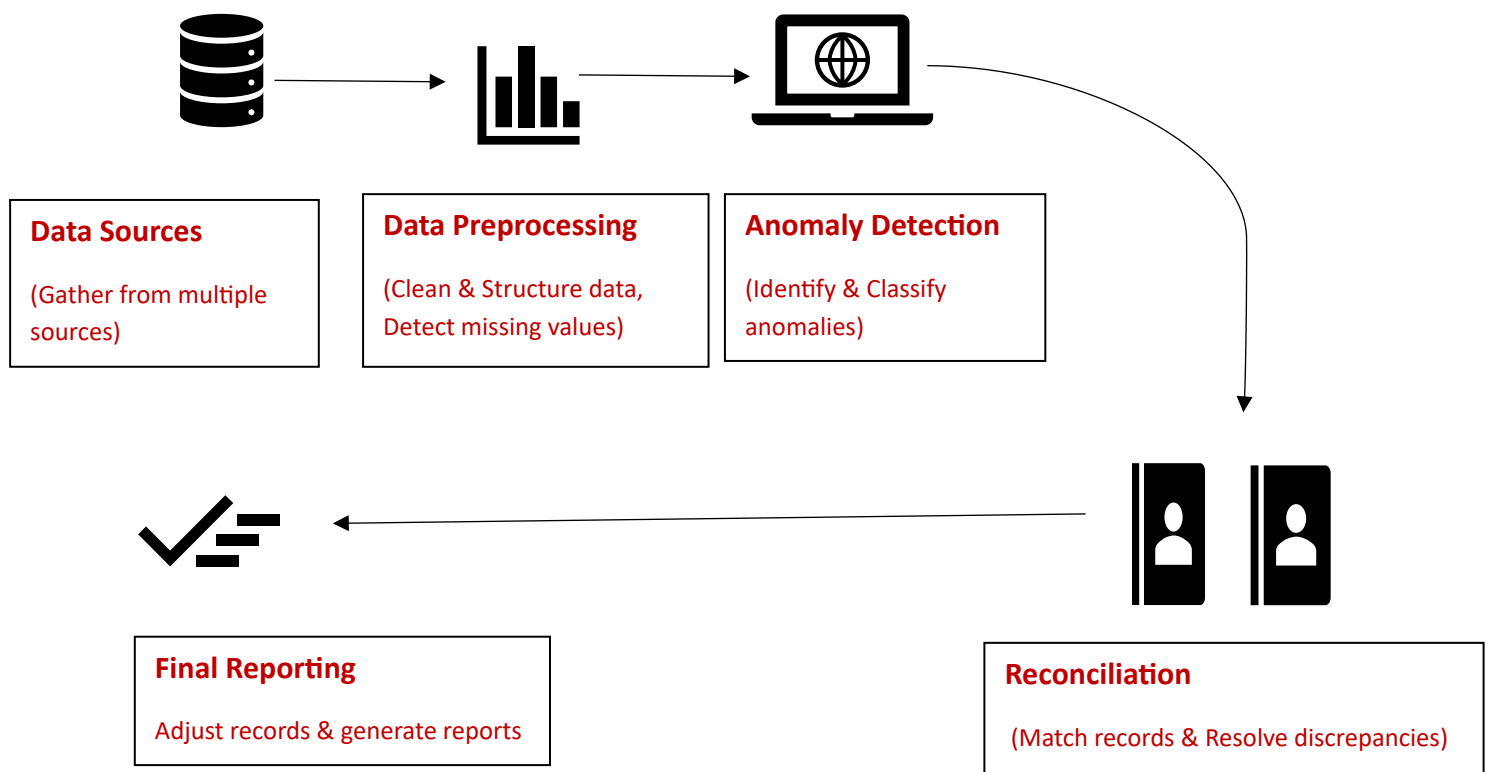 Data Sources
(Gather from multiple
sources)
Data Preprocessing
(Clean & Structure data,
Detect missing values)
Anomaly Detection
(Identify & Classify
anomalies)
Final Reporting
Adjust records & generate reports
Reconciliation
(Match records & Resolve discrepancies)